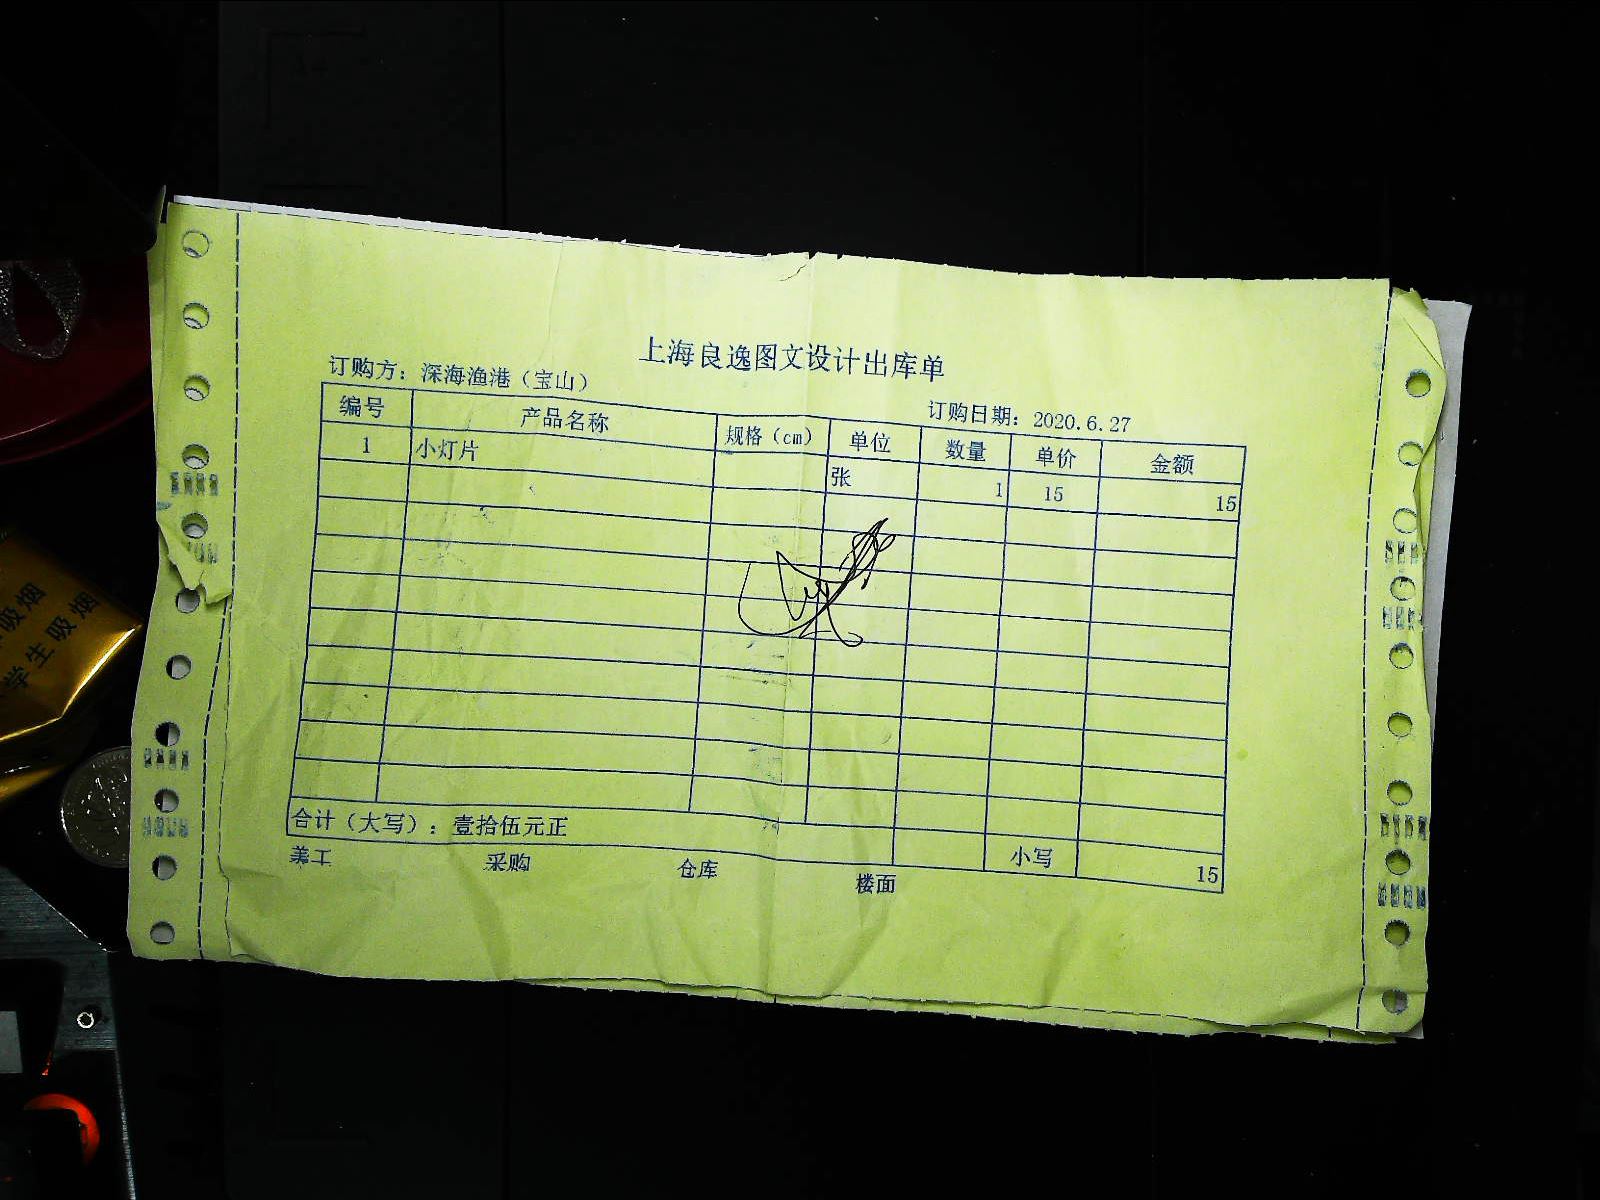 上海良逸图文设计出库单
订购方：深海渔港（宝山）
订购日期：2020.6.27
编号 产品名称 规格（cm） 单位 数量 单价 金额
1 小灯片 张 1 15 15
合计（大写）：壹拾伍元正 小写 15
美工 采购 仓库 楼面
吸烟
学生吸烟